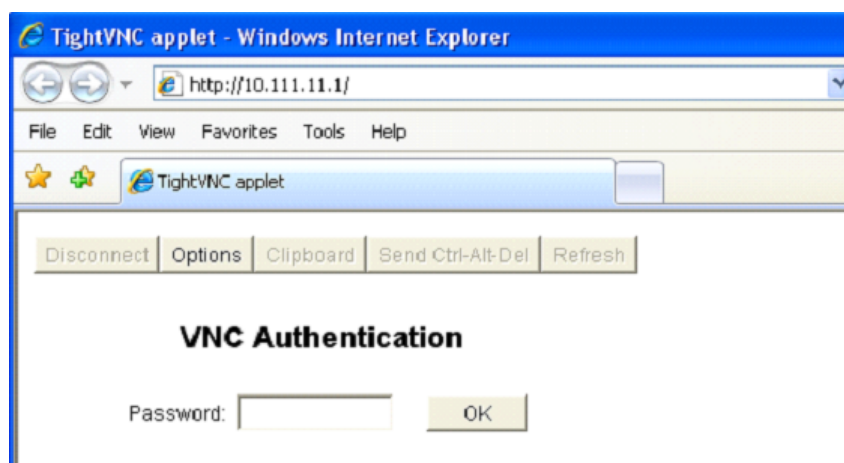 TightVNC applet - Windows Internet Explorer
http://10.111.11.1/
File Edit View Favorites Tools Help
TightVNC applet
Disconnect Options Clipboard Send Ctrl-Alt-Del Refresh
VNC Authentication
Password: OK